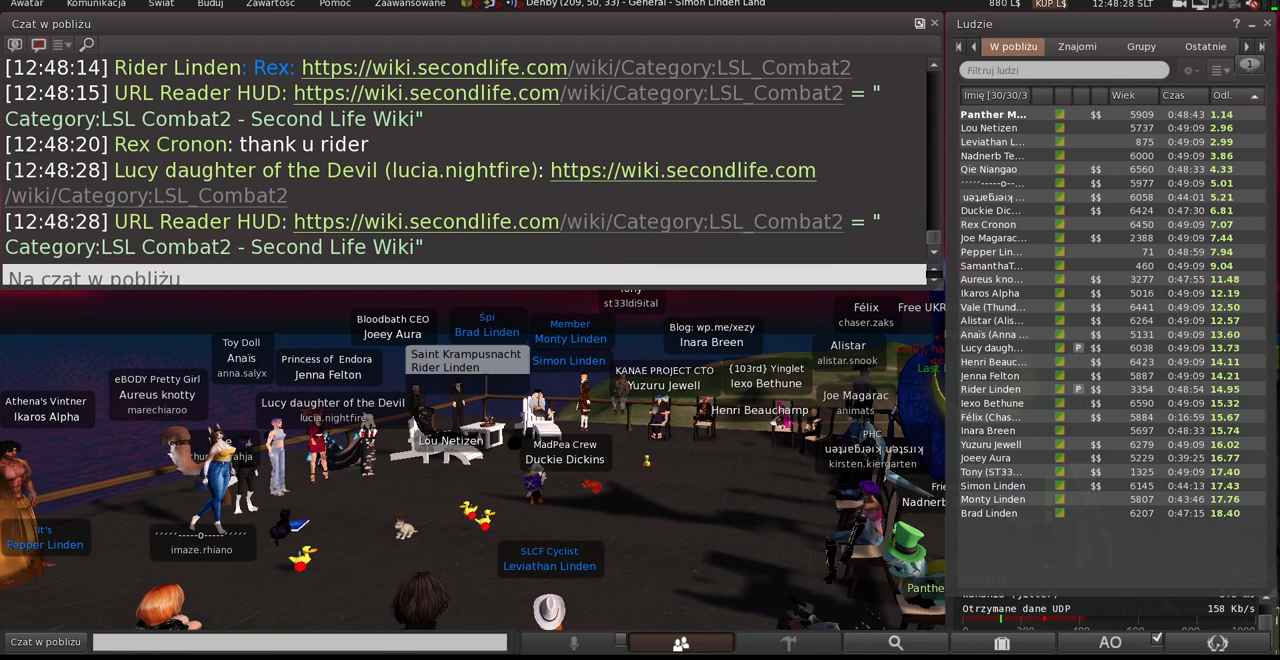 Awatar Komunikacja Świat Buduj Zawartość Pomoc Zaawansowane Denby (209, 50, 33) - General - Simon Linden Land 880 L$ KUP L$ 12:48:28 SLT
Czat w pobliżu
[12:48:14] Rider Linden: Rex: https://wiki.secondlife.com/wiki/Category:LSL_Combat2
[12:48:15] URL Reader HUD: https://wiki.secondlife.com/wiki/Category:LSL_Combat2 = "
Category:LSL Combat2 - Second Life Wiki"
[12:48:20] Rex Cronon: thank u rider
[12:48:28] Lucy daughter of the Devil (lucia.nightfire): https://wiki.secondlife.com
/wiki/Category:LSL_Combat2
[12:48:28] URL Reader HUD: https://wiki.secondlife.com/wiki/Category:LSL_Combat2 = "
Category:LSL Combat2 - Second Life Wiki"
Na czat w pobliżu
Tony
st33ldi9ital
Félix
chaser.zaks
Free UKR
Bloodbath CEO
Joeey Aura
Śpi
Brad Linden
Member
Monty Linden
Blog: wp.me/xezy
Inara Breen
Toy Doll
Anaïs
anna.salyx
Princess of Endora
Jenna Felton
Saint Krampusnacht
Rider Linden
Simon Linden
Alistar
alistar.snook
eBODY Pretty Girl
Aureus knotty
marechiaroo
KANAE PROJECT CTO
Yuzuru Jewell
{103rd} Yinglet
Iexo Bethune
Athena's Vintner
Ikaros Alpha
Lucy daughter of the Devil
lucia.nightfire
Henri Beauchamp
Joe Magarac
animats
Lou Netizen
MadPea Crew
Duckie Dickins
PHC
kirsten.kiergarten
Nadnerb
It's
Pepper Linden
′′′′′-----o----′′′′′
imaze.rhiano
SLCF Cyclist
Leviathan Linden
Panthe
Czat w pobliżu
Ludzie
W pobliżu Znajomi Grupy Ostatnie
Filtruj ludzi
1
Imię [30/30/3 Wiek Czas Odl.
Panther M... $$ 5909 0:48:43 1.14
Lou Netizen 5737 0:49:09 2.96
Leviathan L... 875 0:49:09 2.99
Nadnerb Te... 6000 0:49:09 3.86
Qie Niangao $$ 6560 0:48:33 4.33
′′′′′-----o--... $$ 5977 0:49:09 5.01
$$ 6058 0:44:01 5.21
Duckie Dic... $$ 6424 0:47:30 6.81
Rex Cronon 6450 0:49:09 7.07
Joe Magarac... $$ 2388 0:49:09 7.44
Pepper Lin... 71 0:48:59 7.94
SamanthaT... 460 0:49:09 9.04
Aureus kno... $$ 3277 0:47:55 11.48
Ikaros Alpha $$ 5016 0:49:09 12.19
Vale (Thund... $$ 6441 0:49:09 12.50
Alistar (Alis... $$ 6264 0:49:09 12.57
Anaïs (Anna ... $$ 5131 0:49:09 13.60
Lucy daugh... P $$ 6038 0:49:09 13.73
Henri Beauc... $$ 6423 0:49:09 14.11
Jenna Felton $$ 5887 0:49:09 14.21
Rider Linden P $$ 3354 0:48:54 14.95
Iexo Bethune $$ 6590 0:49:09 15.32
Félix (Chas... $$ 5884 0:16:59 15.67
Inara Breen 5697 0:48:33 15.74
Yuzuru Jewell $$ 6279 0:49:09 16.02
Joeey Aura $$ 5229 0:39:25 16.77
Tony (ST33... $$ 1325 0:49:09 17.40
Simon Linden $$ 6145 0:44:13 17.43
Monty Linden 5807 0:43:46 17.76
Brad Linden 6207 0:47:15 18.40
Otrzymane dane UDP 158 Kb/s
AO